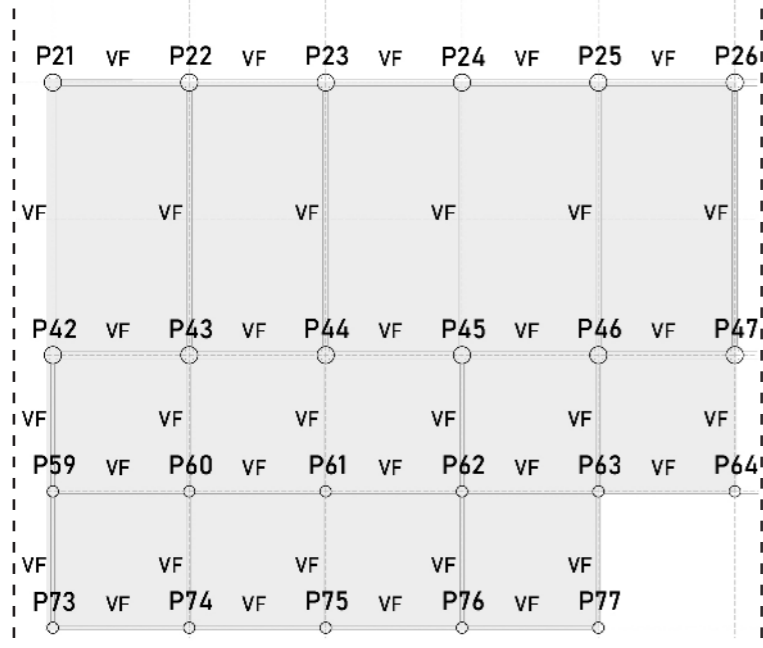 P21 VF P22 VF P23 VF P24 VF P25 VF P26
VF VF VF VF VF VF
P42 VF P43 VF P44 VF P45 VF P46 VF P47
VF VF VF VF VF VF
P59 VF P60 VF P61 VF P62 VF P63 VF P64
VF VF VF VF VF
P73 VF P74 VF P75 VF P76 VF P77